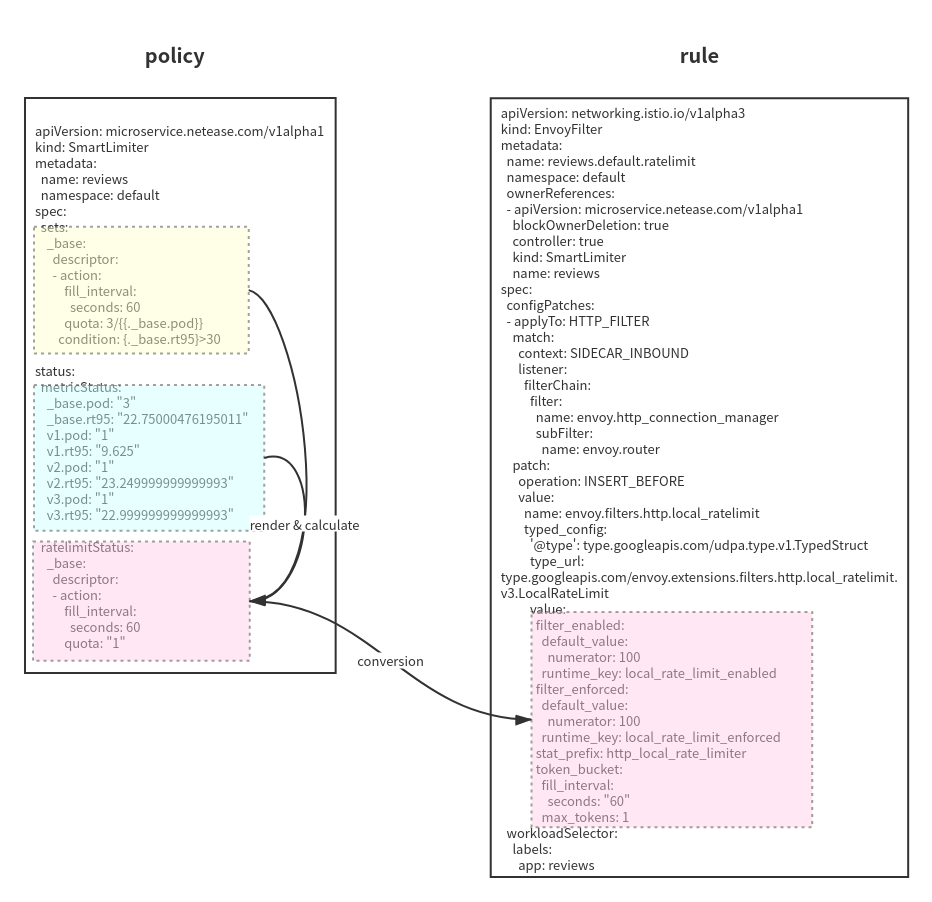 policy
apiVersion: microservice.netease.com/v1alpha1
kind: SmartLimiter
metadata:
  name: reviews
  namespace: default
spec:
  sets:
    _base:
      descriptor:
      - action:
          fill_interval:
            seconds: 60
          quota: 3/{{._base.pod}}
        condition: {._base.rt95}>30
status:
  metricStatus:
    _base.pod: "3"
    _base.rt95: "22.75000476195011"
    v1.pod: "1"
    v1.rt95: "9.625"
    v2.pod: "1"
    v2.rt95: "23.249999999999993"
    v3.pod: "1"
    v3.rt95: "22.999999999999993"
render & calculate
  ratelimitStatus:
    _base:
      descriptor:
      - action:
          fill_interval:
            seconds: 60
          quota: "1"
conversion
rule
apiVersion: networking.istio.io/v1alpha3
kind: EnvoyFilter
metadata:
  name: reviews.default.ratelimit
  namespace: default
  ownerReferences:
  - apiVersion: microservice.netease.com/v1alpha1
    blockOwnerDeletion: true
    controller: true
    kind: SmartLimiter
    name: reviews
spec:
  configPatches:
  - applyTo: HTTP_FILTER
    match:
      context: SIDECAR_INBOUND
      listener:
        filterChain:
          filter:
            name: envoy.http_connection_manager
            subFilter:
              name: envoy.router
    patch:
      operation: INSERT_BEFORE
      value:
        name: envoy.filters.http.local_ratelimit
        typed_config:
          '@type': type.googleapis.com/udpa.type.v1.TypedStruct
          type_url:
type.googleapis.com/envoy.extensions.filters.http.local_ratelimit.
v3.LocalRateLimit
          value:
            filter_enabled:
              default_value:
                numerator: 100
              runtime_key: local_rate_limit_enabled
            filter_enforced:
              default_value:
                numerator: 100
              runtime_key: local_rate_limit_enforced
            stat_prefix: http_local_rate_limiter
            token_bucket:
              fill_interval:
                seconds: "60"
              max_tokens: 1
  workloadSelector:
    labels:
      app: reviews